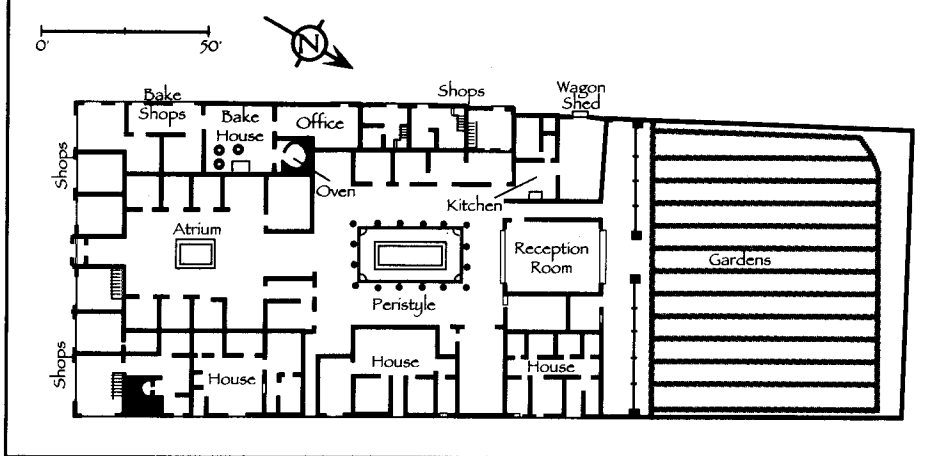 0'
50'
N
Bake
Shops
Bake
House
Office
Shops
Wagon
Shed
Shops
Oven
Kitchen
Atrium
Reception
Room
Gardens
Peristyle
Shops
House
House
House